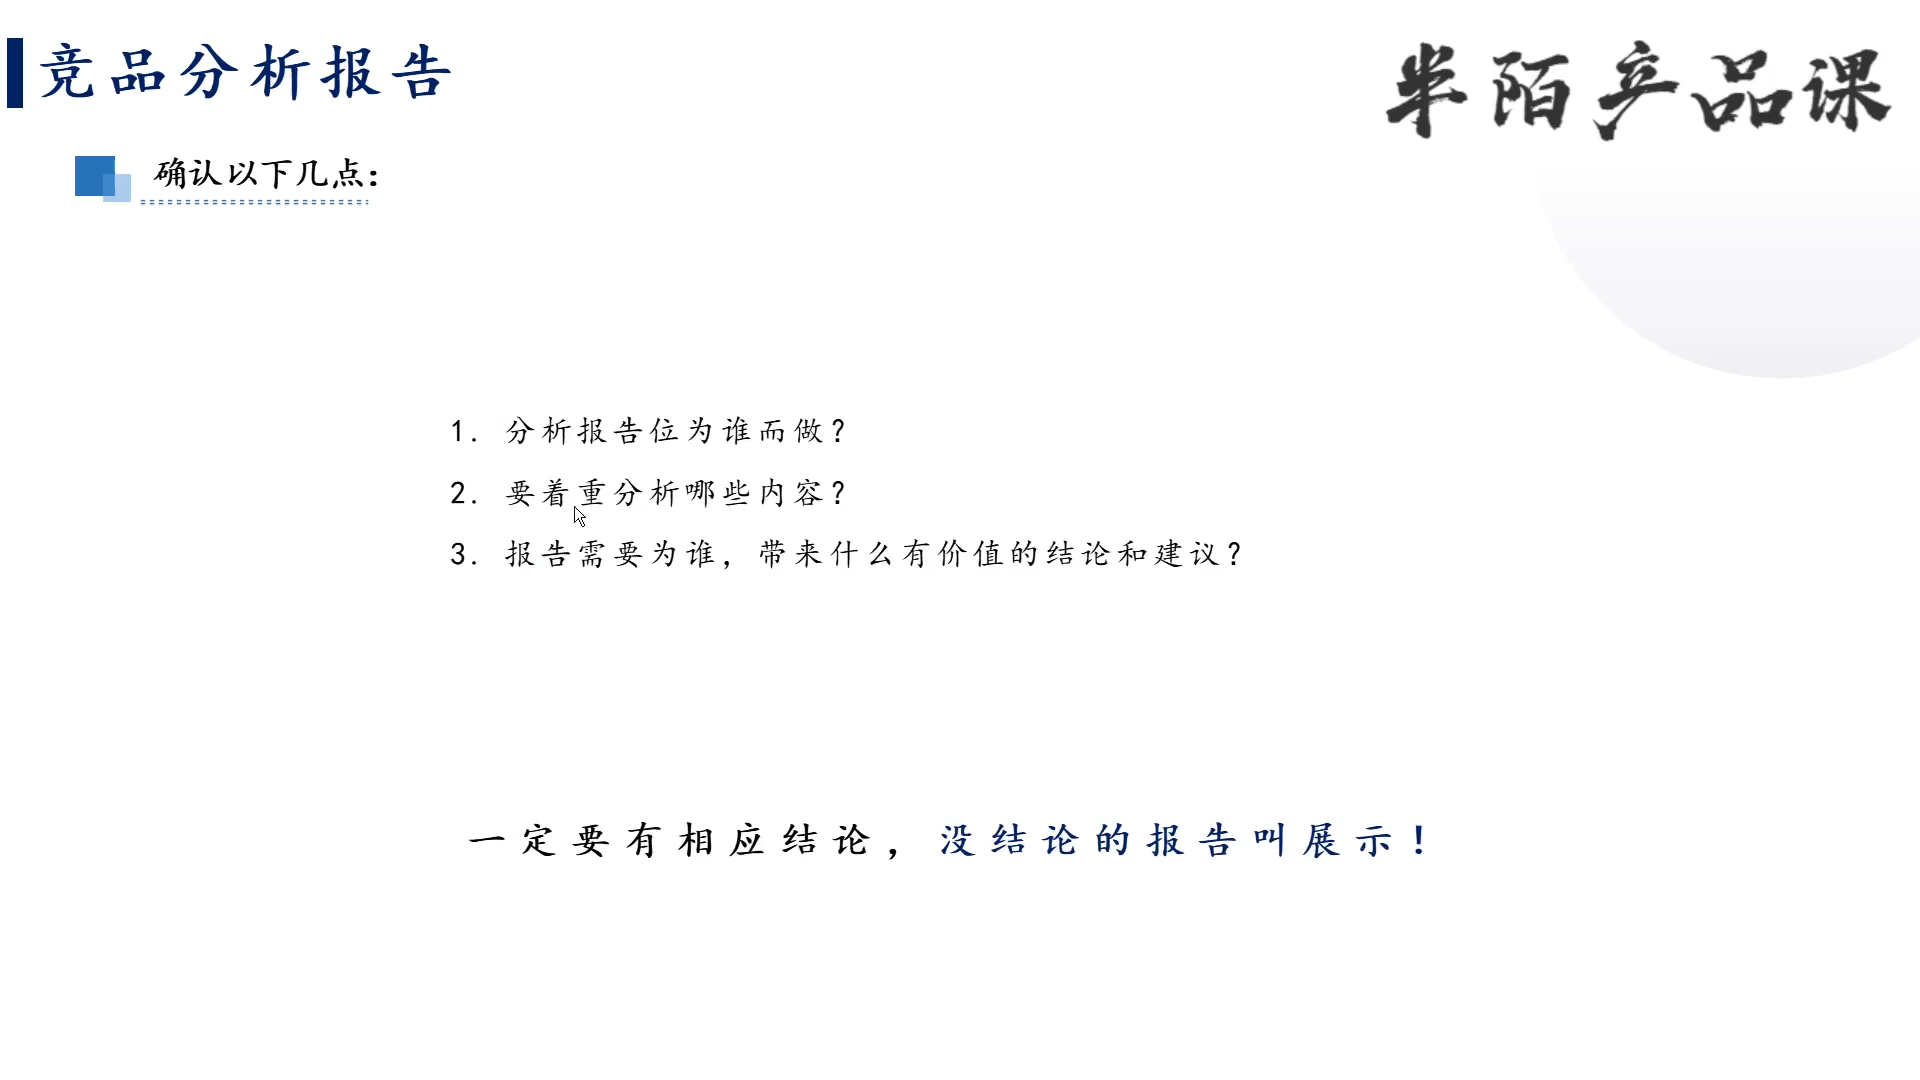 竞品分析报告
半陌产品课
确认以下几点：
1. 分析报告位为谁而做？
2. 要着重分析哪些内容？
3. 报告需要为谁，带来什么有价值的结论和建议？
一定要有相应结论，没结论的报告叫展示！